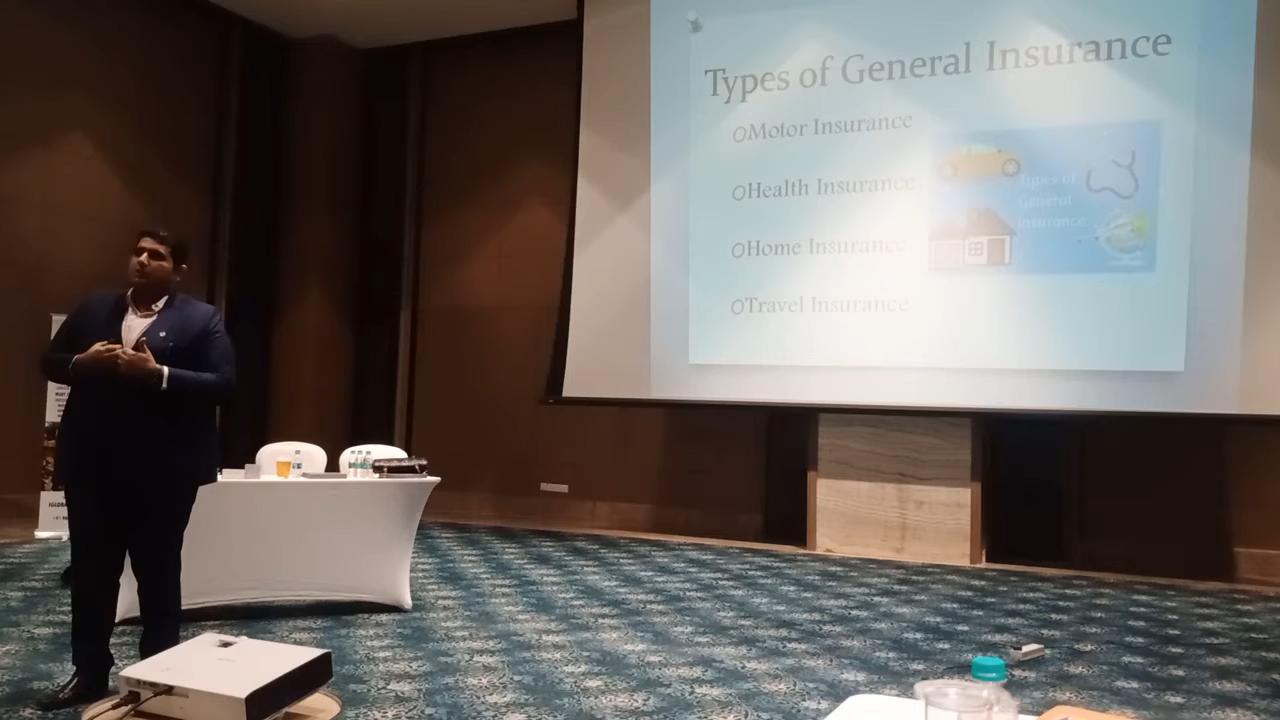 Types of General Insurance
Motor Insurance
Health Insurance
Home Insurance
Travel Insurance
Types of
General
Insurance